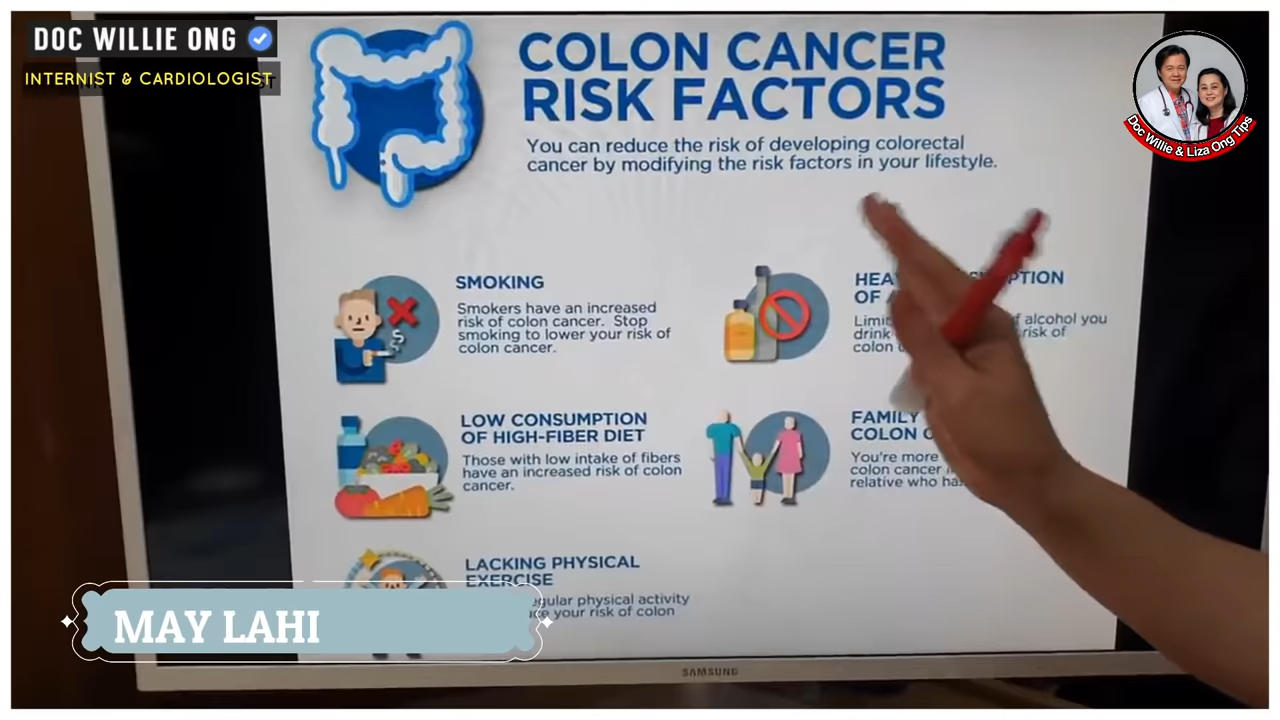 DOC WILLIE ONG
INTERNIST & CARDIOLOGIST
Doc Willie & Liza Ong Tips
COLON CANCER
RISK FACTORS
You can reduce the risk of developing colorectal
cancer by modifying the risk factors in your lifestyle.
SMOKING
Smokers have an increased
risk of colon cancer. Stop
smoking to lower your risk of
colon cancer.
OF
Limit of alcohol you
drink risk of
colon
LOW CONSUMPTION
OF HIGH-FIBER DIET
Those with low intake of fibers
have an increased risk of colon
cancer.
FAMILY
COLON
You're more
colon cancer
relative who
LACKING PHYSICAL
EXERCISE
physical activity
your risk of colon
MAY LAHI
SAMSUNG